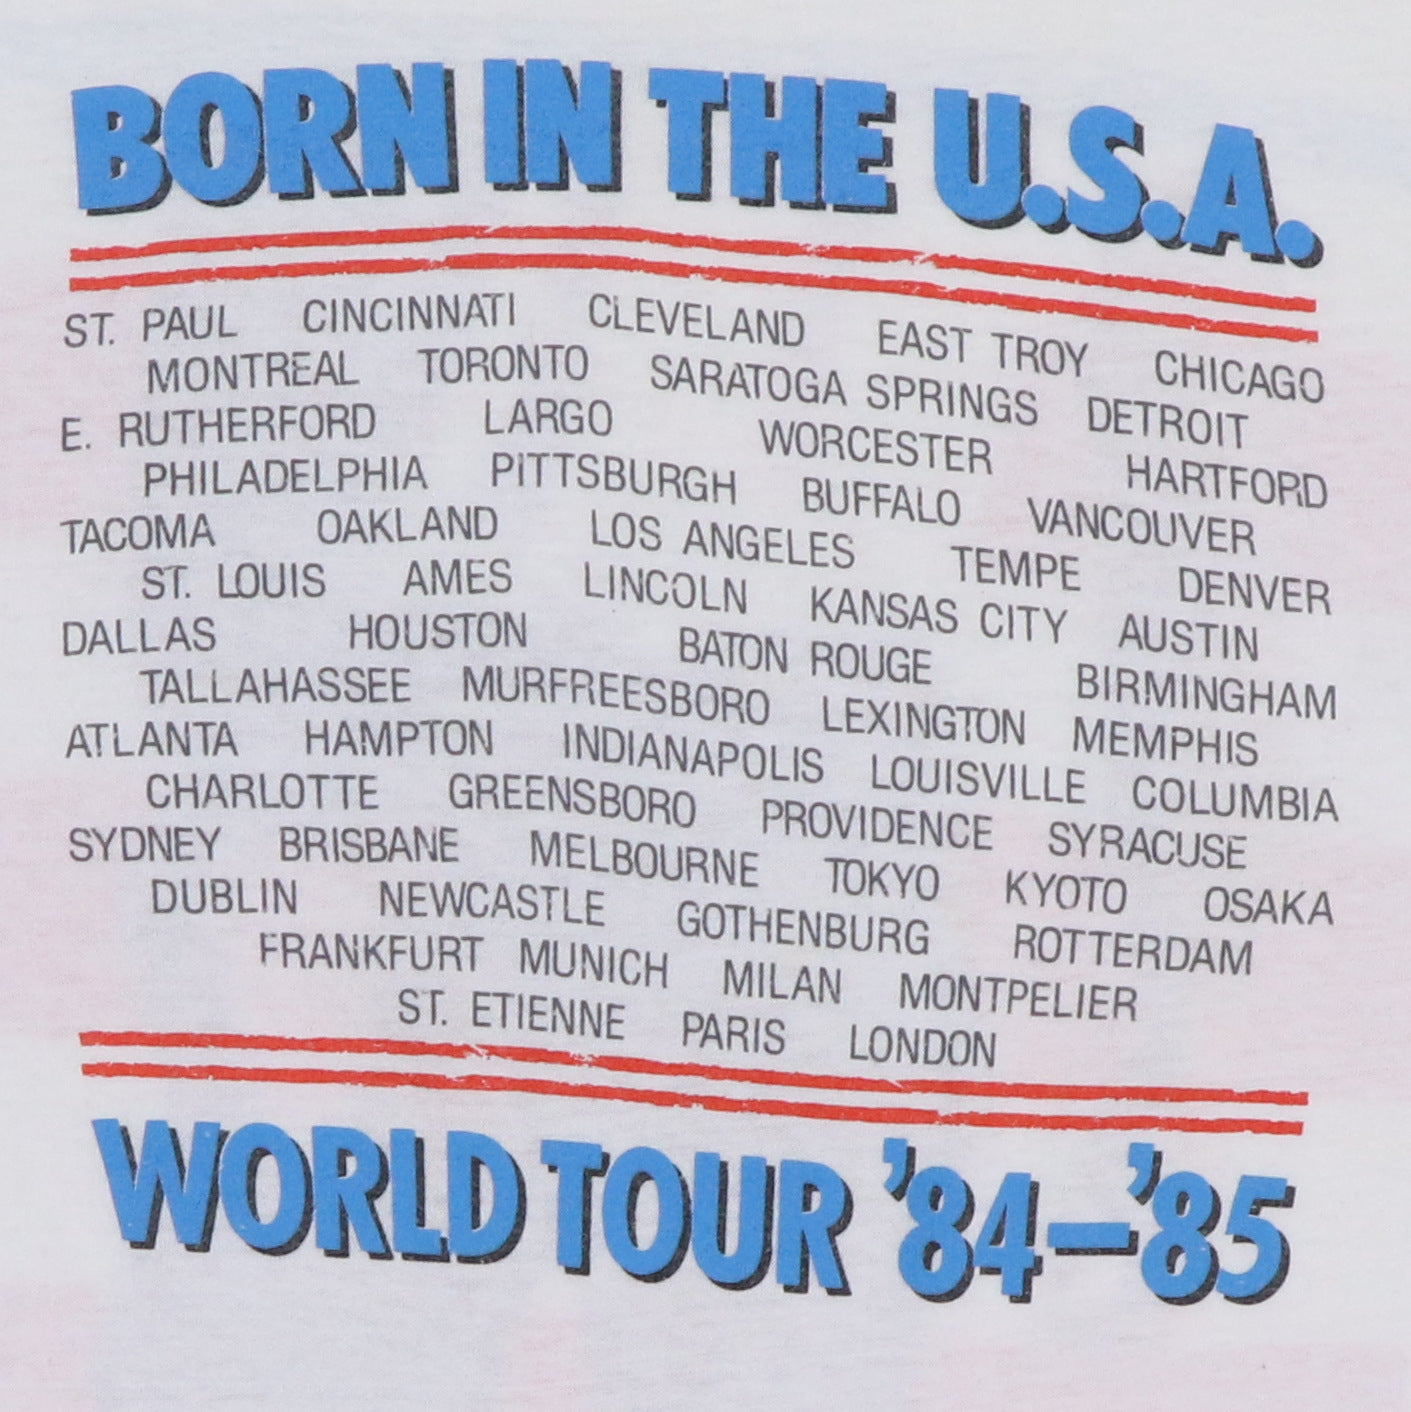 BORN IN THE U.S.A.
ST. PAUL CINCINNATI CLEVELAND EAST TROY CHICAGO
MONTREAL TORONTO SARATOGA SPRINGS DETROIT
E. RUTHERFORD LARGO WORCESTER HARTFORD
PHILADELPHIA PITTSBURGH BUFFALO VANCOUVER
TACOMA OAKLAND LOS ANGELES TEMPE DENVER
ST. LOUIS AMES LINCOLN KANSAS CITY AUSTIN
DALLAS HOUSTON BATON ROUGE BIRMINGHAM
TALLAHASSEE MURFREESBORO LEXINGTON MEMPHIS
ATLANTA HAMPTON INDIANAPOLIS LOUISVILLE COLUMBIA
CHARLOTTE GREENSBORO PROVIDENCE SYRACUSE
SYDNEY BRISBANE MELBOURNE TOKYO KYOTO OSAKA
DUBLIN NEWCASTLE GOTHENBURG ROTTERDAM
FRANKFURT MUNICH MILAN MONTPELIER
ST. ETIENNE PARIS LONDON
WORLD TOUR '84–'85